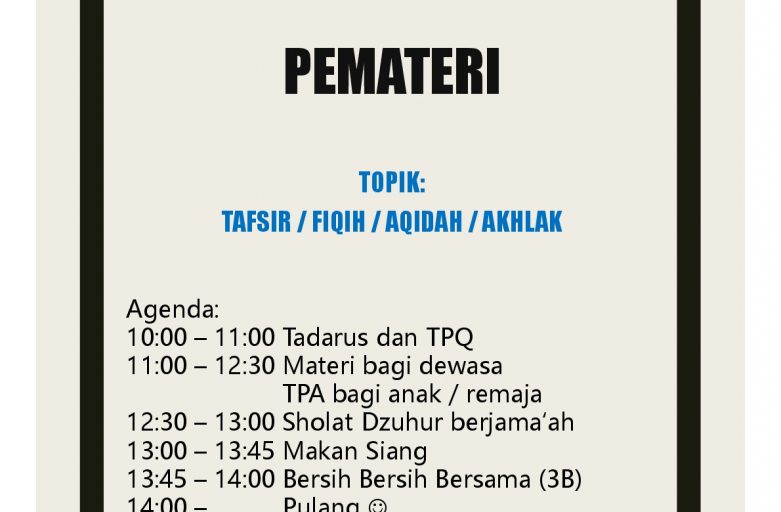 PEMATERI
TOPIK:
TAFSIR / FIQIH / AQIDAH / AKHLAK
Agenda:
10:00 – 11:00 Tadarus dan TPQ
11:00 – 12:30 Materi bagi dewasa
TPA bagi anak / remaja
12:30 – 13:00 Sholat Dzuhur berjama‘ah
13:00 – 13:45 Makan Siang
13:45 – 14:00 Bersih Bersih Bersama (3B)
14:00 – Pulang ☺